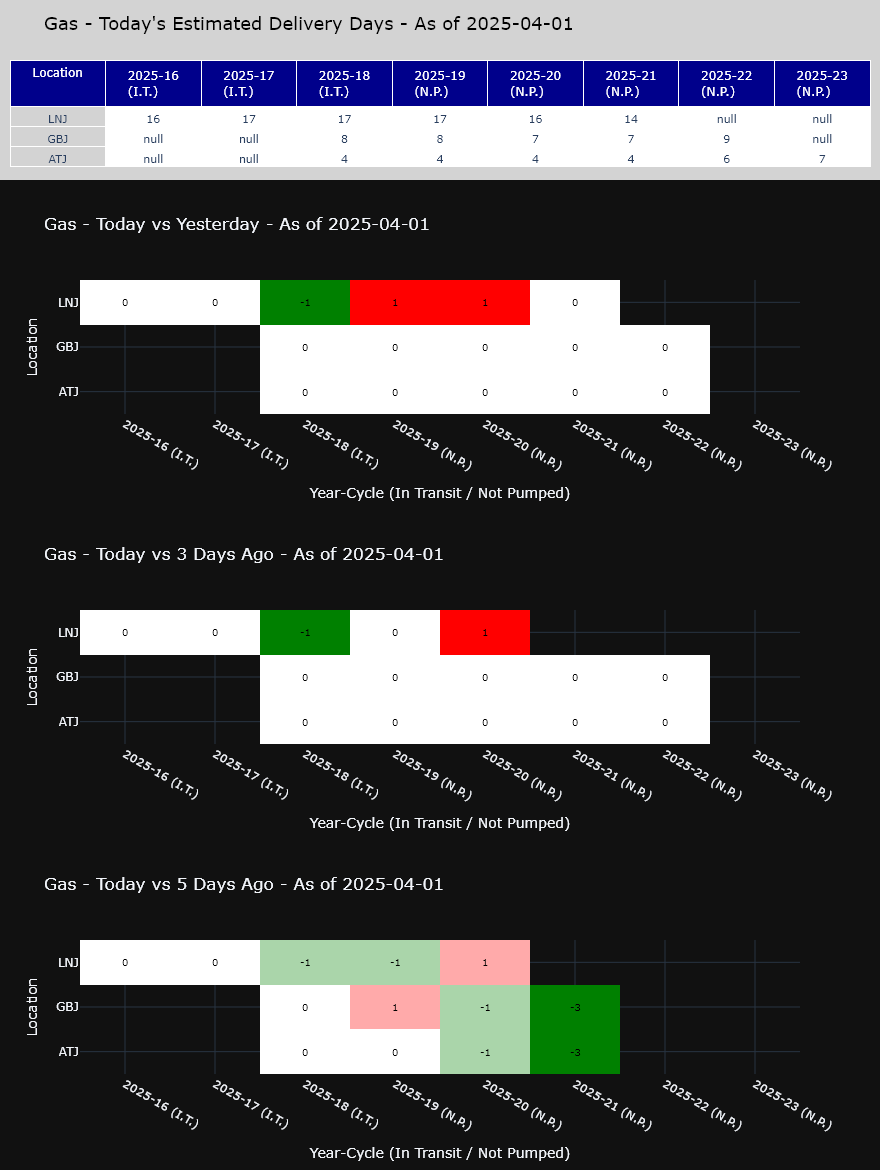 Gas - Today's Estimated Delivery Days - As of 2025-04-01
Location 2025-16 (I.T.) 2025-17 (I.T.) 2025-18 (I.T.) 2025-19 (N.P.) 2025-20 (N.P.) 2025-21 (N.P.) 2025-22 (N.P.) 2025-23 (N.P.)
LNJ 16 17 17 17 16 14 null null
GBJ null null 8 8 7 7 9 null
ATJ null null 4 4 4 4 6 7
Gas - Today vs Yesterday - As of 2025-04-01
Location
LNJ 0 0 -1 1 1 0
GBJ 0 0 0 0 0
ATJ 0 0 0 0 0
2025-16 (I.T.) 2025-17 (I.T.) 2025-18 (I.T.) 2025-19 (N.P.) 2025-20 (N.P.) 2025-21 (N.P.) 2025-22 (N.P.) 2025-23 (N.P.)
Year-Cycle (In Transit / Not Pumped)
Gas - Today vs 3 Days Ago - As of 2025-04-01
Location
LNJ 0 0 -1 0 1
GBJ 0 0 0 0 0
ATJ 0 0 0 0 0
2025-16 (I.T.) 2025-17 (I.T.) 2025-18 (I.T.) 2025-19 (N.P.) 2025-20 (N.P.) 2025-21 (N.P.) 2025-22 (N.P.) 2025-23 (N.P.)
Year-Cycle (In Transit / Not Pumped)
Gas - Today vs 5 Days Ago - As of 2025-04-01
Location
LNJ 0 0 -1 -1 1
GBJ 0 1 -1 -3
ATJ 0 0 -1 -3
2025-16 (I.T.) 2025-17 (I.T.) 2025-18 (I.T.) 2025-19 (N.P.) 2025-20 (N.P.) 2025-21 (N.P.) 2025-22 (N.P.) 2025-23 (N.P.)
Year-Cycle (In Transit / Not Pumped)